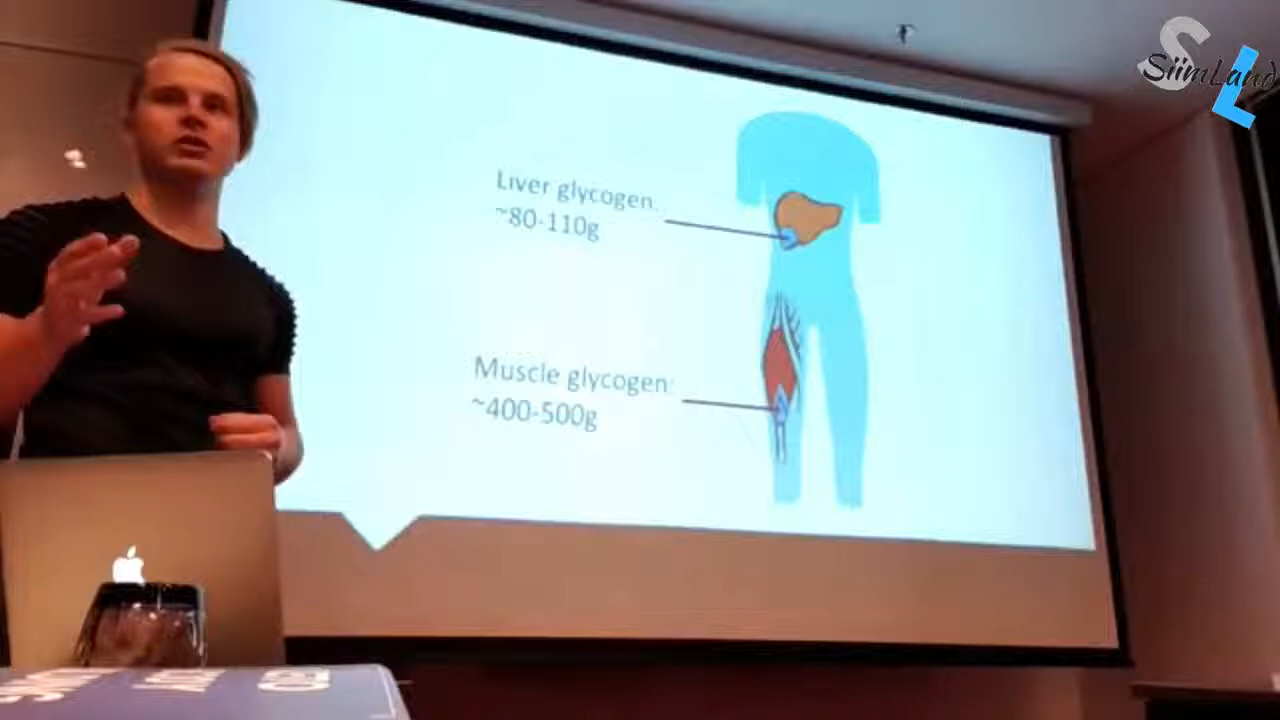 SiimLand
Liver glycogen:
~80-110g
Muscle glycogen:
~400-500g